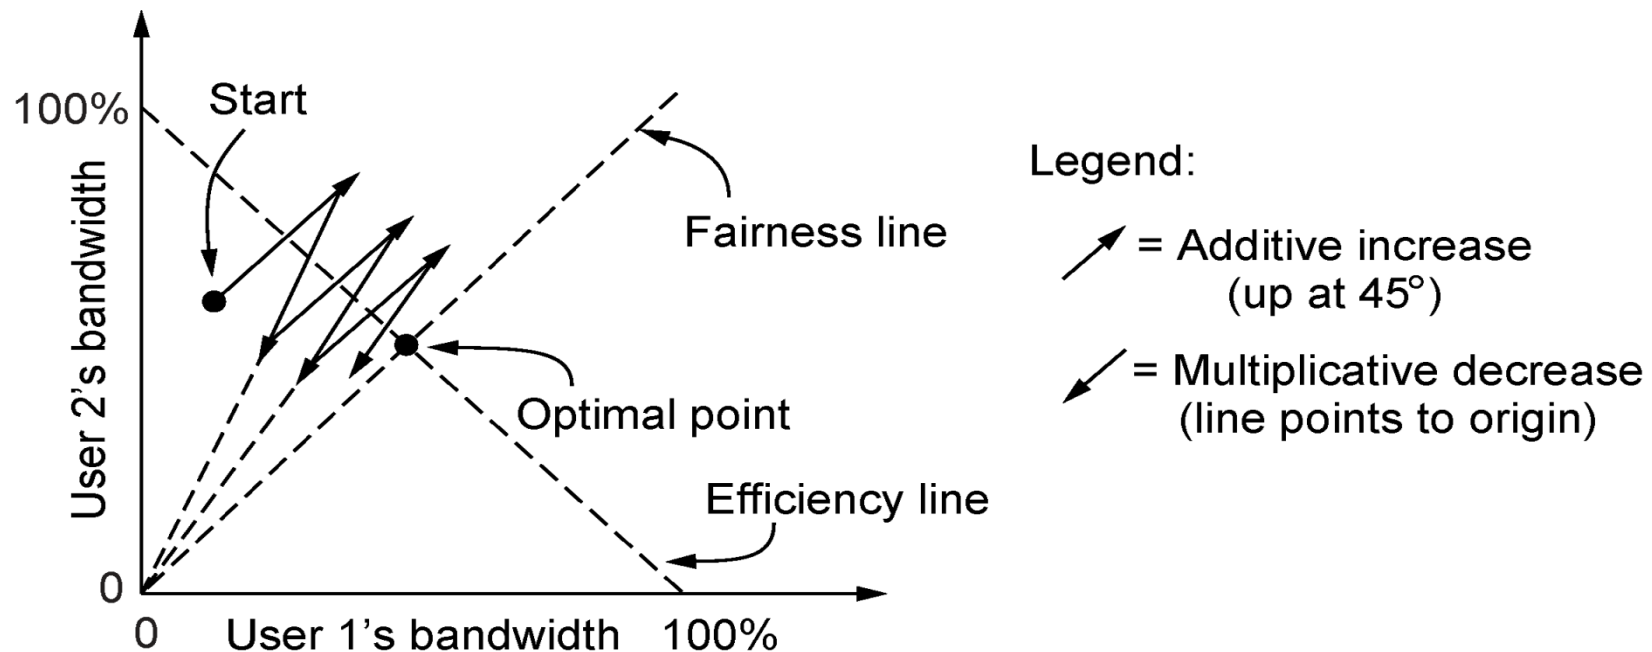 100%
Start
User 2’s bandwidth
Fairness line
Optimal point
Efficiency line
0
0
User 1’s bandwidth
100%
Legend:
= Additive increase
(up at 45°)
= Multiplicative decrease
(line points to origin)